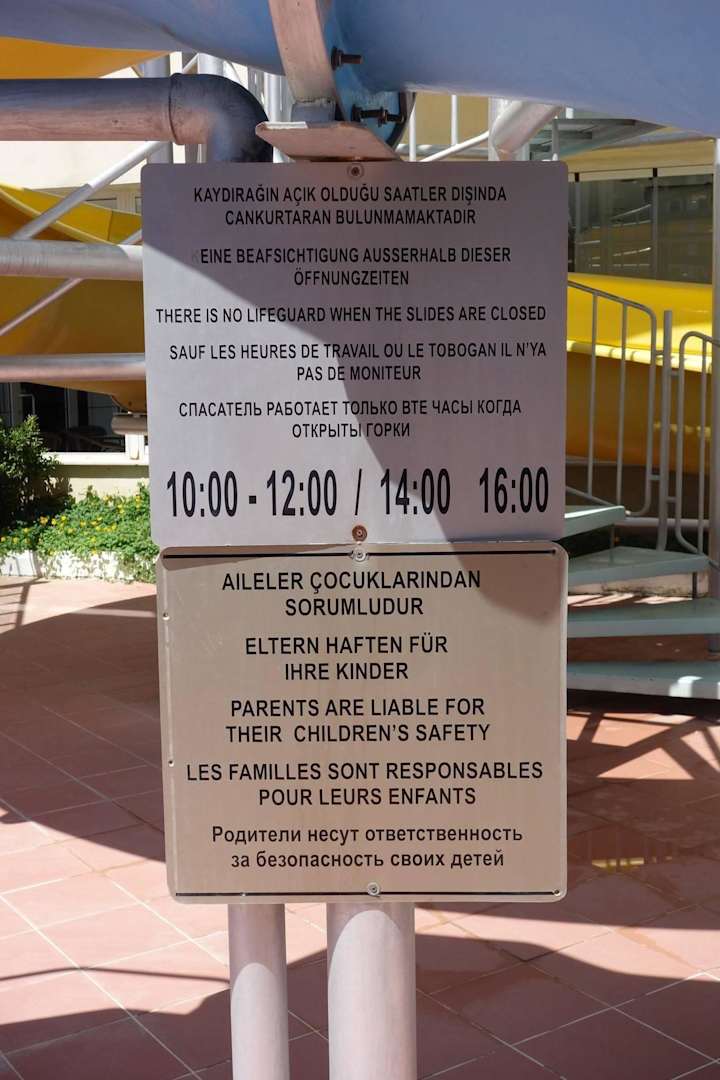 KAYDIRAĞIN AÇIK OLDUĞU SAATLER DIŞINDA
CANKURTARAN BULUNMAMAKTADIR
KEINE BEAFSICHTIGUNG AUSSERHALB DIESER
ÖFFNUNGZEITEN
THERE IS NO LIFEGUARD WHEN THE SLIDES ARE CLOSED
SAUF LES HEURES DE TRAVAIL OU LE TOBOGAN IL N'YA
PAS DE MONITEUR
СПАСАТЕЛЬ РАБОТАЕТ ТОЛЬКО ВТЕ ЧАСЫ КОГДА
ОТКРЫТЫ ГОРКИ
10:00 - 12:00 / 14:00 16:00
AILELER ÇOCUKLARINDAN
SORUMLUDUR
ELTERN HAFTEN FÜR
IHRE KINDER
PARENTS ARE LIABLE FOR
THEIR CHILDREN'S SAFETY
LES FAMILLES SONT RESPONSABLES
POUR LEURS ENFANTS
Родители несут ответственность
за безопасность своих детей